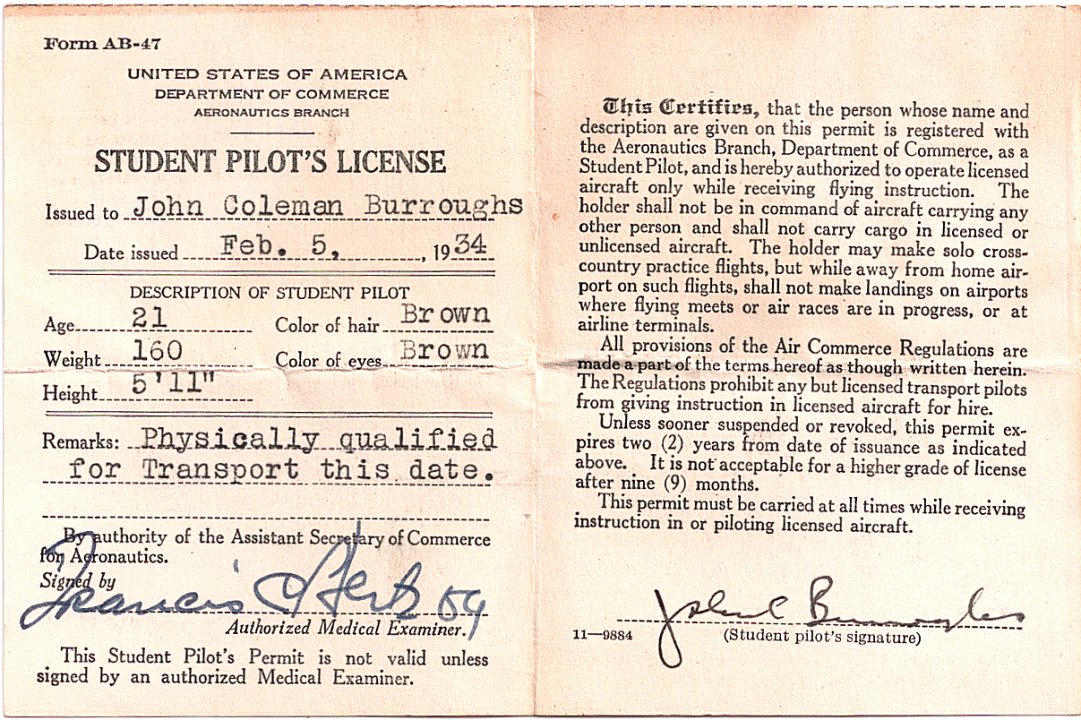 Form AB-47
UNITED STATES OF AMERICA
DEPARTMENT OF COMMERCE
AERONAUTICS BRANCH
STUDENT PILOT'S LICENSE
Issued to John Coleman Burroughs
Date issued Feb. 5, , 1934
DESCRIPTION OF STUDENT PILOT
Age 21 Color of hair Brown
Weight 160 Color of eyes Brown
Height 5'11"
Remarks: Physically qualified
for Transport this date.
By authority of the Assistant Secretary of Commerce
for Aeronautics.
Signed by
Francis
Authorized Medical Examiner.
This Student Pilot's Permit is not valid unless
signed by an authorized Medical Examiner.
This Certifies, that the person whose name and
description are given on this permit is registered with
the Aeronautics Branch, Department of Commerce, as a
Student Pilot, and is hereby authorized to operate licensed
aircraft only while receiving flying instruction. The
holder shall not be in command of aircraft carrying any
other person and shall not carry cargo in licensed or
unlicensed aircraft. The holder may make solo cross-
country practice flights, but while away from home air-
port on such flights, shall not make landings on airports
where flying meets or air races are in progress, or at
airline terminals.
All provisions of the Air Commerce Regulations are
made a part of the terms hereof as though written herein.
The Regulations prohibit any but licensed transport pilots
from giving instruction in licensed aircraft for hire.
Unless sooner suspended or revoked, this permit ex-
pires two (2) years from date of issuance as indicated
above. It is not acceptable for a higher grade of license
after nine (9) months.
This permit must be carried at all times while receiving
instruction in or piloting licensed aircraft.
John C Burroughs
11—9884 (Student pilot's signature)